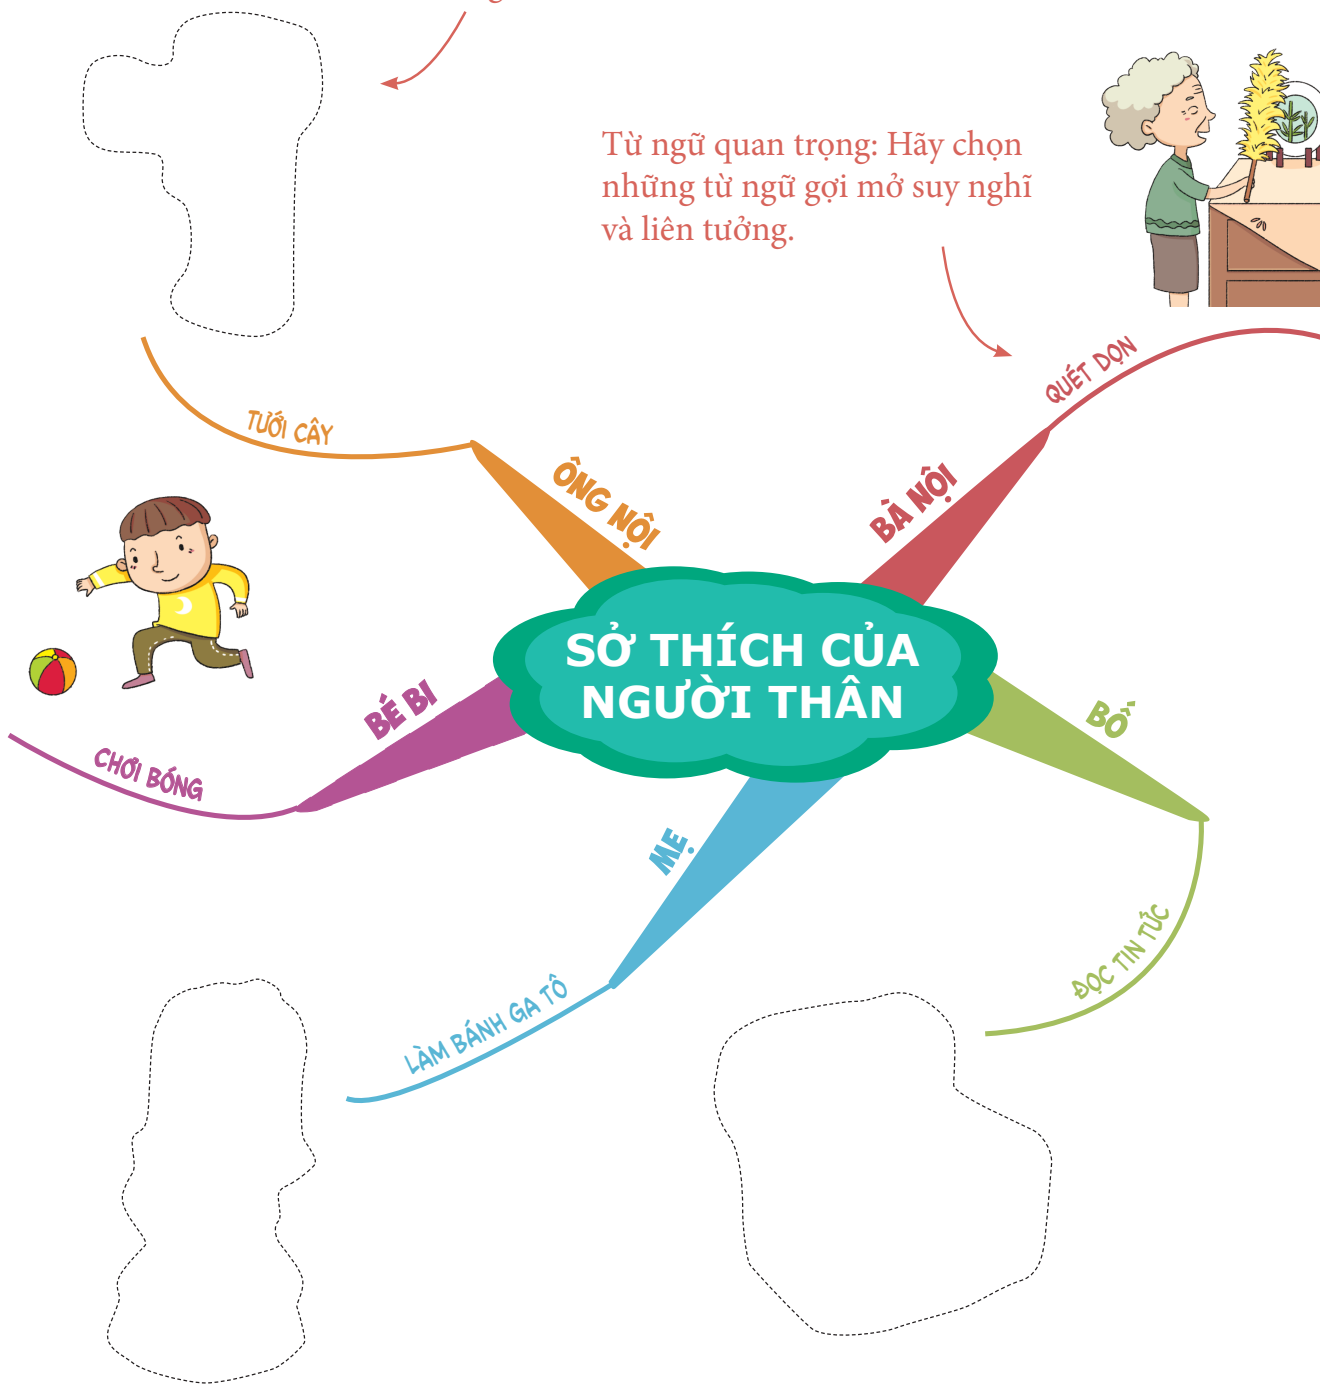 Từ ngữ quan trọng: Hãy chọn
những từ ngữ gợi mở suy nghĩ
và liên tưởng.
QUÉT DỌN
TƯỚI CÂY
ÔNG NỘI
BÀ NỘI
SỞ THÍCH CỦA
NGƯỜI THÂN
BÉ BI
BỐ
CHƠI BÓNG
MẸ
ĐỌC TIN TỨC
LÀM BÁNH GA TÔ